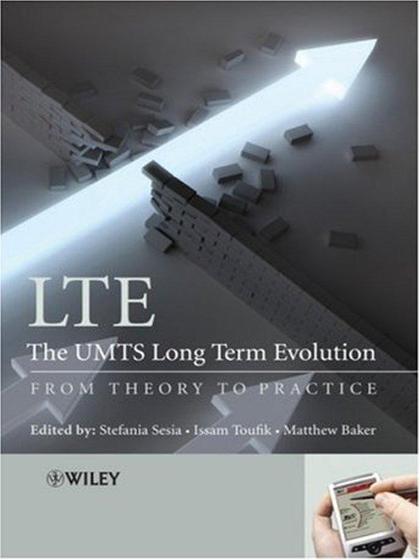 LTE
The UMTS Long Term Evolution
FROM THEORY TO PRACTICE
Edited by: Stefania Sesia • Issam Toufik • Matthew Baker
WILEY